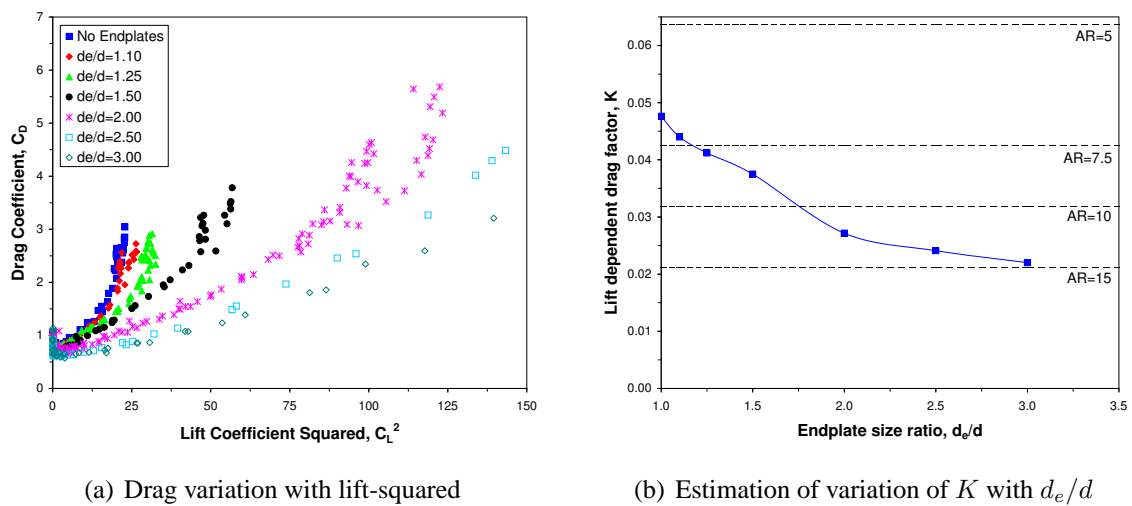 7
6
5
4
3
2
1
0
Drag Coefficient, C_D
No Endplates
de/d=1.10
de/d=1.25
de/d=1.50
de/d=2.00
de/d=2.50
de/d=3.00
0 25 50 75 100 125 150
Lift Coefficient Squared, C_L^2
(a) Drag variation with lift-squared
0.06
0.05
0.04
0.03
0.02
0.01
0.00
Lift dependent drag factor, K
AR=5
AR=7.5
AR=10
AR=15
1.0 1.5 2.0 2.5 3.0 3.5
Endplate size ratio, d_e/d
(b) Estimation of variation of K with d_e/d